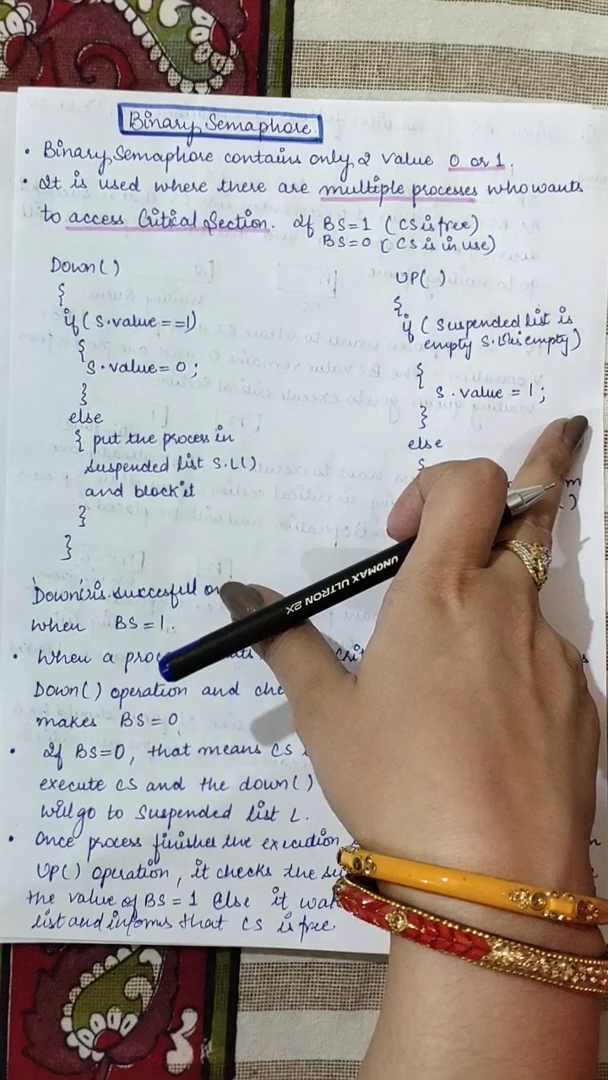 Binary Semaphore.
• Binary Semaphore contains only 2 value 0 or 1.
• It is used where there are multiple processes who wants
to access Critical Section. If BS=1 (CS is free)
BS=0 (CS is in use)
Down()
{
if (S.value ==1)
{
S.value = 0;
}
else
{ put the process in
Suspended list S.L()
and block it
}
}
UP()
{
if (Suspended list is
empty S.L is empty)
{
S.value = 1;
}
else
{
Down() is succesfull
when BS=1.
• When a
Down() operation and
makes BS=0
• If BS=0, that means CS
execute CS and the down()
will go to Suspended list L.
• Once process finishes the execution
UP() operation, it checks the
the value of BS=1 Else it
list and informs that CS is free
UNOMAX ULTRON 2X